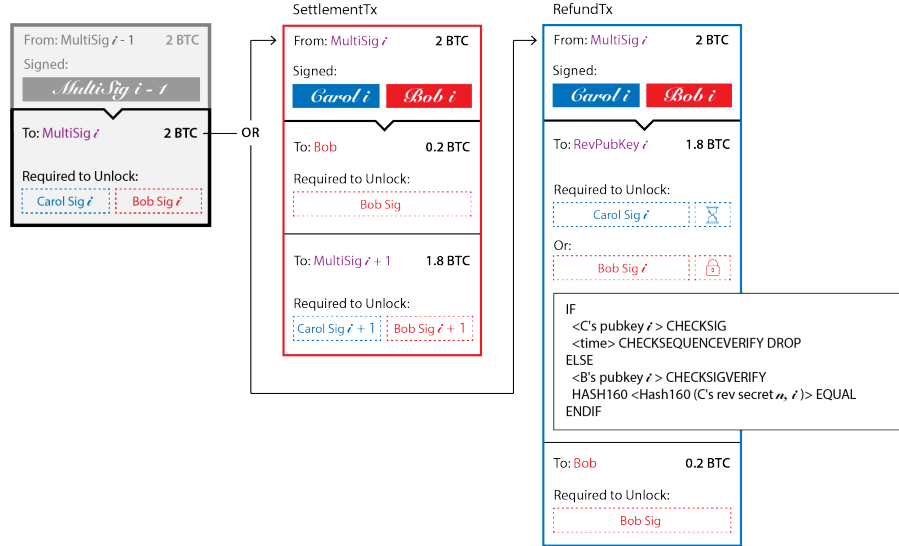 From: MultiSig i - 1 2 BTC
Signed:
MultiSig i - 1
To: MultiSig i 2 BTC
Required to Unlock:
Carol Sig i Bob Sig i
OR
SettlementTx
From: MultiSig i 2 BTC
Signed:
Carol i Bob i
To: Bob 0.2 BTC
Required to Unlock:
Bob Sig
To: MultiSig i + 1 1.8 BTC
Required to Unlock:
Carol Sig i + 1 Bob Sig i + 1
RefundTx
From: MultiSig i 2 BTC
Signed:
Carol i Bob i
To: RevPubKey i 1.8 BTC
Required to Unlock:
Carol Sig i
Or:
Bob Sig i
IF
<C's pubkey i > CHECKSIG
<time> CHECKSEQUENCEVERIFY DROP
ELSE
<B's pubkey i > CHECKSIGVERIFY
HASH160 <Hash160 (C's rev secret n, i )> EQUAL
ENDIF
To: Bob 0.2 BTC
Required to Unlock:
Bob Sig